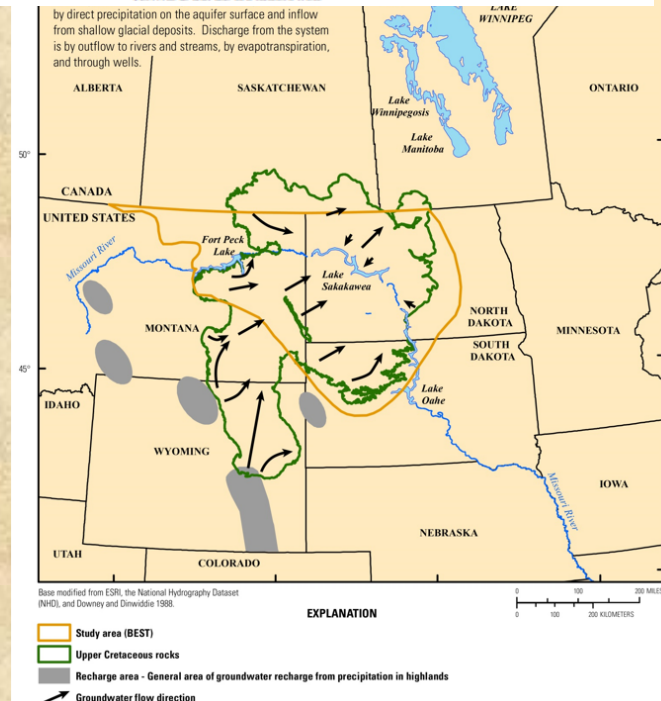 by direct precipitation on the aquifer surface and inflow
from shallow glacial deposits. Discharge from the system
is by outflow to rivers and streams, by evapotranspiration,
and through wells.
LAKE
WINNIPEG
ALBERTA
SASKATCHEWAN
ONTARIO
Lake
Winnipegosis
Lake
Manitoba
50°
CANADA
UNITED STATES
Missouri River
Fort Peck
Lake
Lake
Sakakawea
NORTH
DAKOTA
MONTANA
MINNESOTA
SOUTH
DAKOTA
45°
IDAHO
Lake
Oahe
WYOMING
IOWA
Missouri River
NEBRASKA
UTAH
COLORADO
Base modified from ESRI, the National Hydrography Dataset
(NHD), and Downey and Dinwiddie 1988.
0 100 200 MILES
0 100 200 KILOMETERS
EXPLANATION
Study area (BEST)
Upper Cretaceous rocks
Recharge area - General area of groundwater recharge from precipitation in highlands
Groundwater flow direction